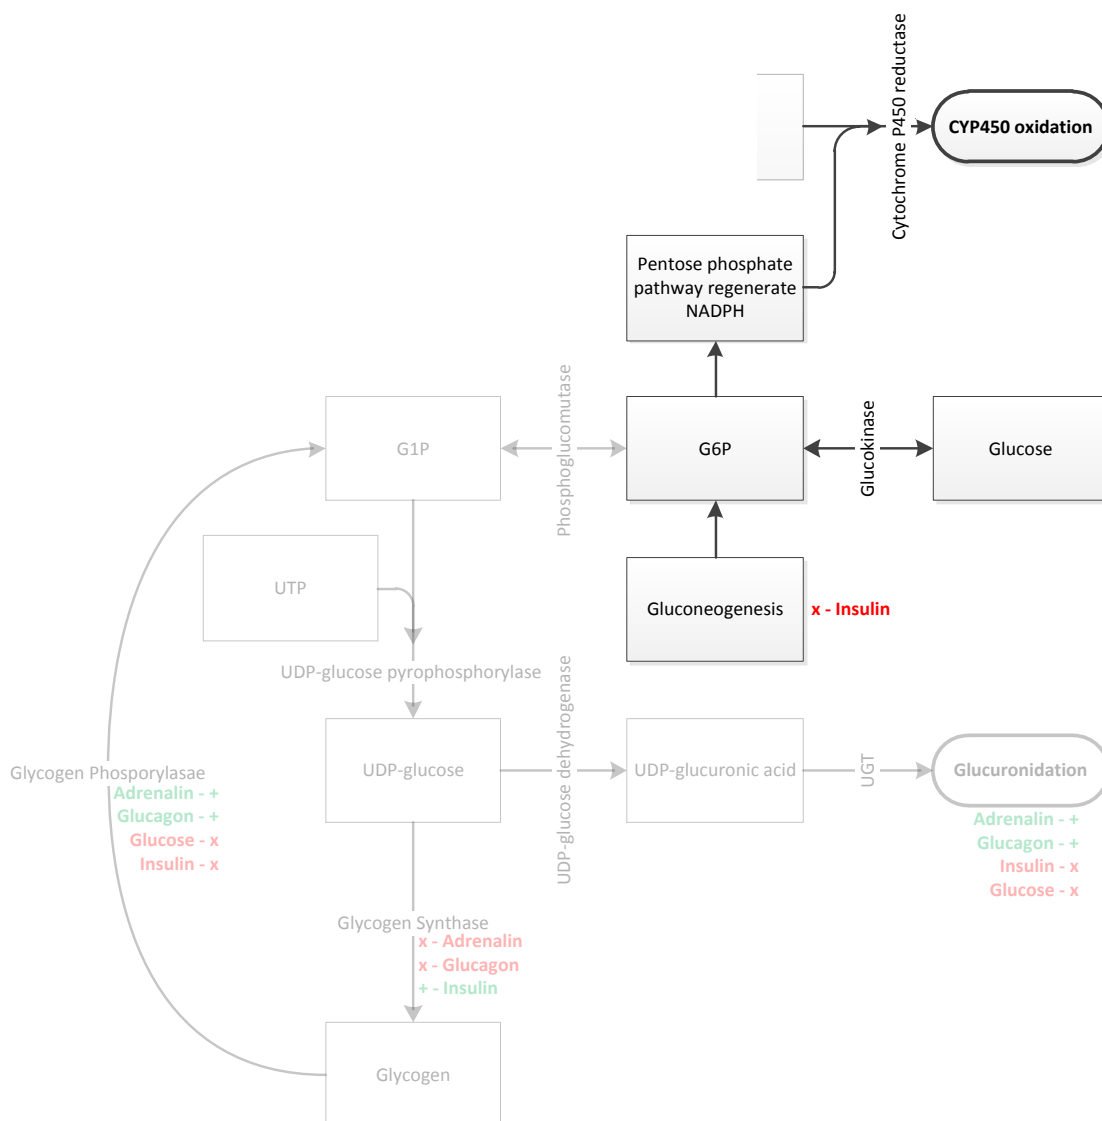 Cytochrome P450 reductase
CYP450 oxidation
Pentose phosphate
pathway regenerate
NADPH
G1P
Phosphoglucomutase
G6P
Glucokinase
Glucose
UTP
Gluconeogenesis
x - Insulin
UDP-glucose pyrophosphorylase
Glycogen Phosporylasae
Adrenalin - +
Glucagon - +
Glucose - x
Insulin - x
UDP-glucose
UDP-glucose dehydrogenase
UDP-glucuronic acid
UGT
Glucuronidation
Adrenalin - +
Glucagon - +
Insulin - x
Glucose - x
Glycogen Synthase
x - Adrenalin
x - Glucagon
+ - Insulin
Glycogen